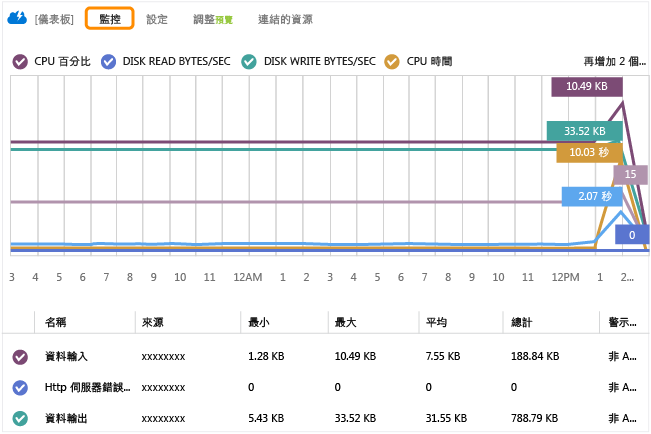 [儀表板] 監控 設定 調整預覽 連結的資源
CPU 百分比 DISK READ BYTES/SEC DISK WRITE BYTES/SEC CPU 時間 再增加 2 個...
10.49 KB
33.52 KB
10.03 秒
15
2.07 秒
0
3 4 5 6 7 8 9 10 11 12AM 1 2 3 4 5 6 7 8 9 10 11 12PM 1 2...
名稱 來源 最小 最大 平均 總計 警示...
資料輸入 xxxxxxxx 1.28 KB 10.49 KB 7.55 KB 188.84 KB 非 A...
Http 伺服器錯誤... xxxxxxxx 0 0 0 0 非 A...
資料輸出 xxxxxxxx 5.43 KB 33.52 KB 31.55 KB 788.79 KB 非 A...